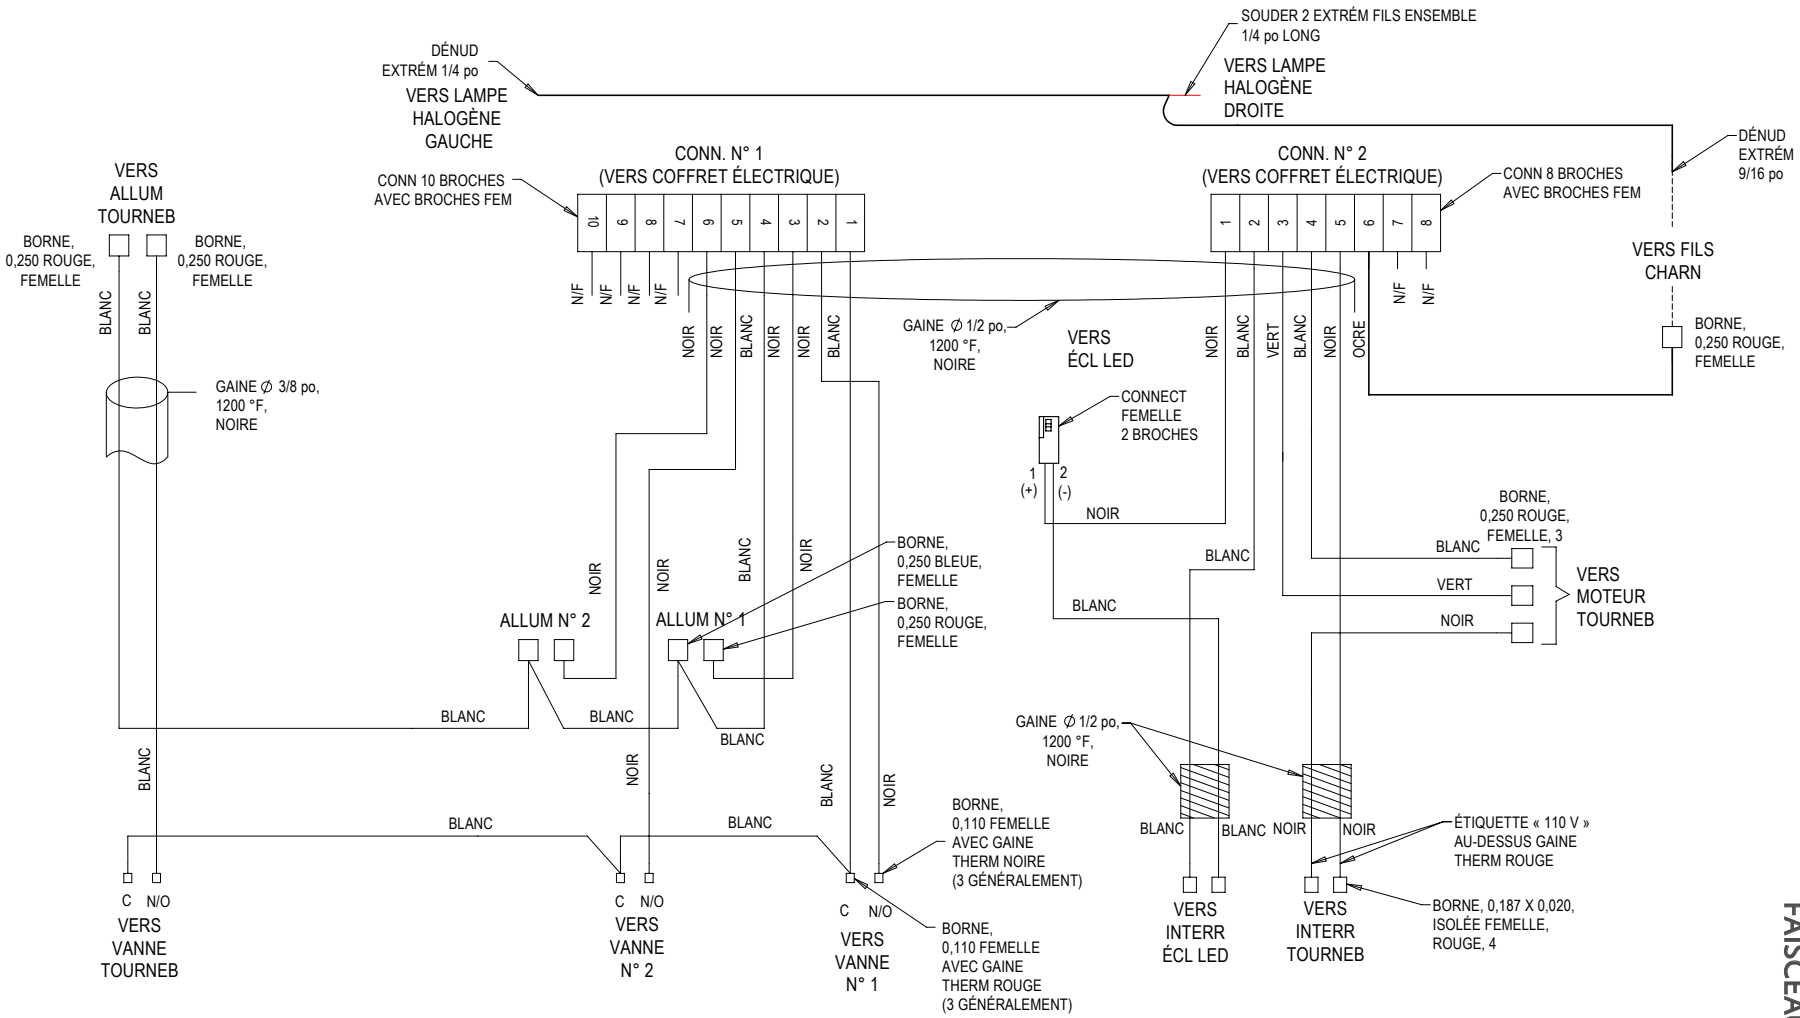 SOUDER 2 EXTRÉM FILS ENSEMBLE
1/4 po LONG
DÉNUD
EXTRÉM 1/4 po
VERS LAMPE
HALOGÈNE
GAUCHE
VERS LAMPE
HALOGÈNE
DROITE
DÉNUD
EXTRÉM
9/16 po
CONN. N° 1
(VERS COFFRET ÉLECTRIQUE)
CONN 10 BROCHES
AVEC BROCHES FEM
10 9 8 7 6 5 4 3 2 1
CONN. N° 2
(VERS COFFRET ÉLECTRIQUE)
CONN 8 BROCHES
AVEC BROCHES FEM
1 2 3 4 5 6 7 8
VERS
ALLUM
TOURNEB
BORNE,
0,250 ROUGE,
FEMELLE
BORNE,
0,250 ROUGE,
FEMELLE
BLANC
BLANC
GAINE Ø 3/8 po,
1200 °F,
NOIRE
N/F
N/F
N/F
N/F
NOIR
NOIR
BLANC
NOIR
NOIR
BLANC
GAINE Ø 1/2 po,
1200 °F,
NOIRE
NOIR
BLANC
VERT
BLANC
NOIR
OCRE
N/F
N/F
VERS FILS
CHARN
BORNE,
0,250 ROUGE,
FEMELLE
VERS
ÉCL LED
CONNECT
FEMELLE
2 BROCHES
1
(+)
2
(-)
NOIR
BLANC
BLANC
BORNE,
0,250 ROUGE,
FEMELLE, 3
BLANC
VERT
NOIR
VERS
MOTEUR
TOURNEB
NOIR
NOIR
BLANC
NOIR
BORNE,
0,250 BLEUE,
FEMELLE
BORNE,
0,250 ROUGE,
FEMELLE
ALLUM N° 2
ALLUM N° 1
BLANC
BLANC
BLANC
BLANC
NOIR
BLANC
NOIR
BLANC
BLANC
C N/O
VERS
VANNE
TOURNEB
C N/O
VERS
VANNE
N° 2
C N/O
VERS
VANNE
N° 1
BORNE,
0,110 FEMELLE
AVEC GAINE
THERM NOIRE
(3 GÉNÉRALEMENT)
BORNE,
0,110 FEMELLE
AVEC GAINE
THERM ROUGE
(3 GÉNÉRALEMENT)
GAINE Ø 1/2 po,
1200 °F,
NOIRE
BLANC
BLANC
NOIR
NOIR
ÉTIQUETTE « 110 V »
AU-DESSUS GAINE
THERM ROUGE
VERS
INTERR
ÉCL LED
VERS
INTERR
TOURNEB
BORNE, 0,187 X 0,020,
ISOLÉE FEMELLE,
ROUGE, 4